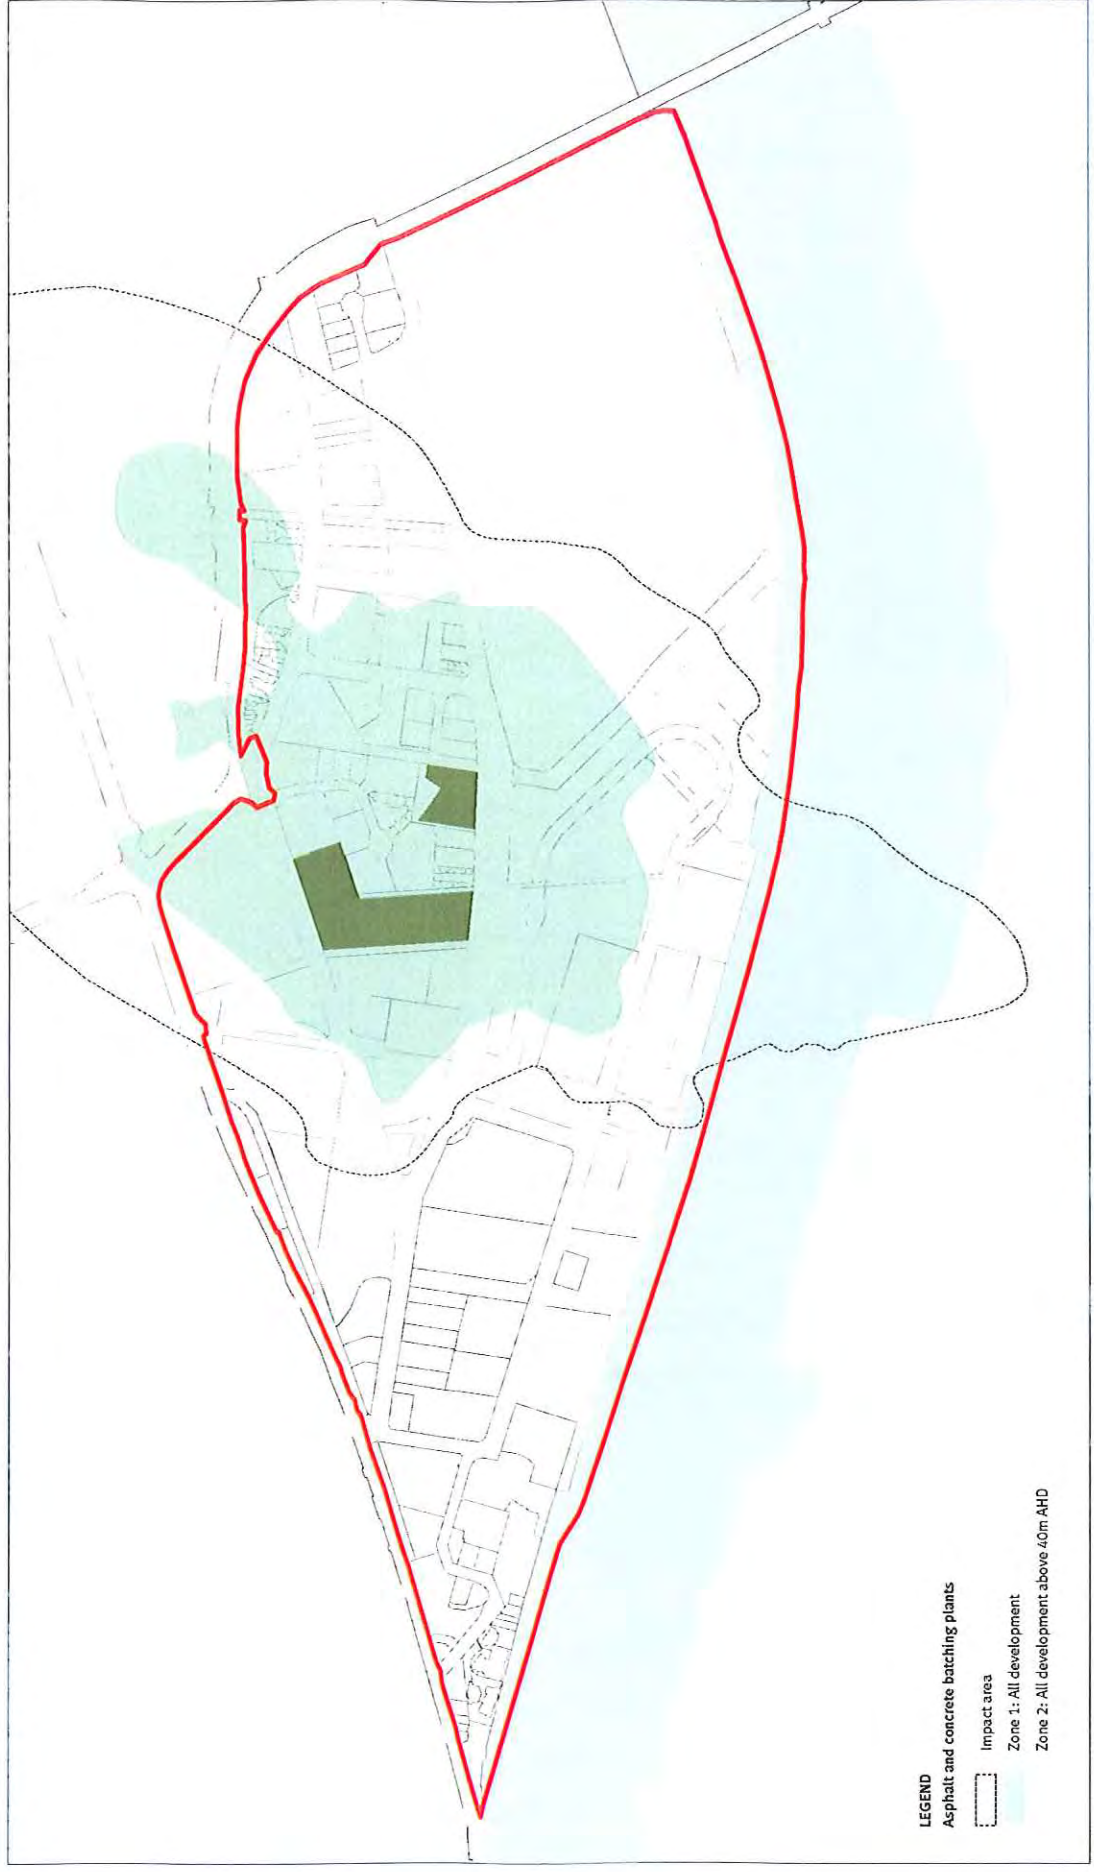 LEGEND
Asphalt and concrete batching plants
Impact area
Zone 1: All development
Zone 2: All development above 40m AHD